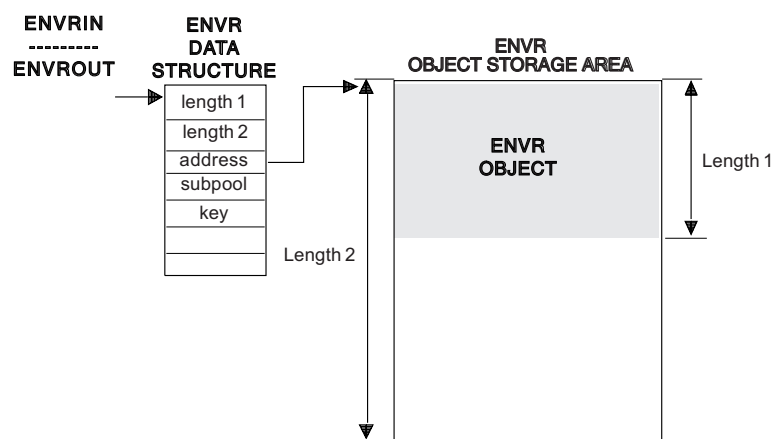 ENVRIN
---------
ENVROUT
ENVR
DATA
STRUCTURE
length 1
length 2
address
subpool
key
ENVR
OBJECT STORAGE AREA
ENVR
OBJECT
Length 1
Length 2